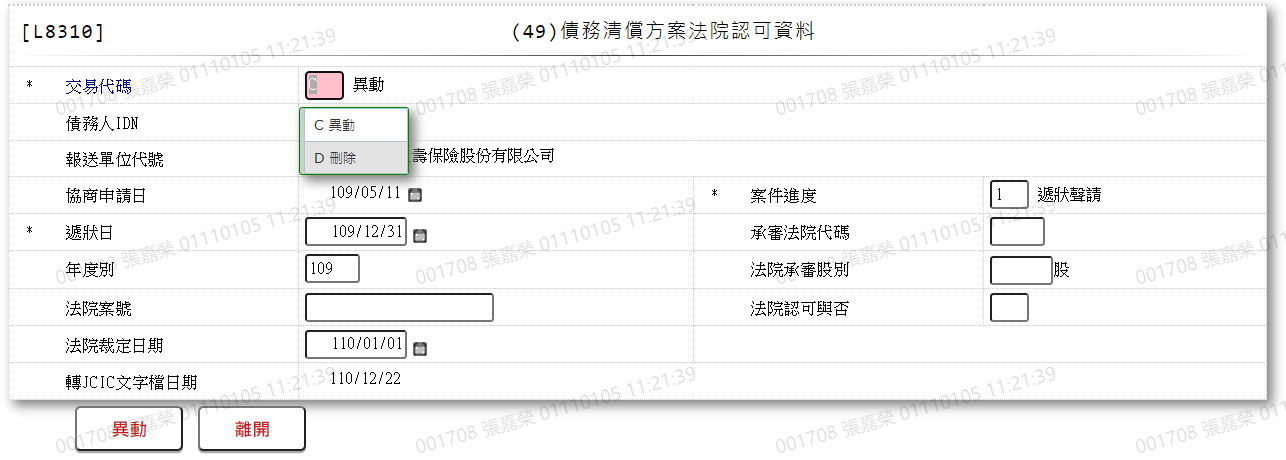 [L8310] (49)債務清償方案法院認可資料
* 交易代碼 C 異動
債務人IDN
C 異動
報送單位代號 壽保險股份有限公司
D 刪除
協商申請日 109/05/11 * 案件進度 1 遞狀聲請
* 遞狀日 109/12/31 承審法院代碼
年度別 109 法院承審股別 股
法院案號 法院認可與否
法院裁定日期 110/01/01
轉JCIC文字檔日期 110/12/22
異動 離開
001708 張嘉榮 01110105 11:21:39